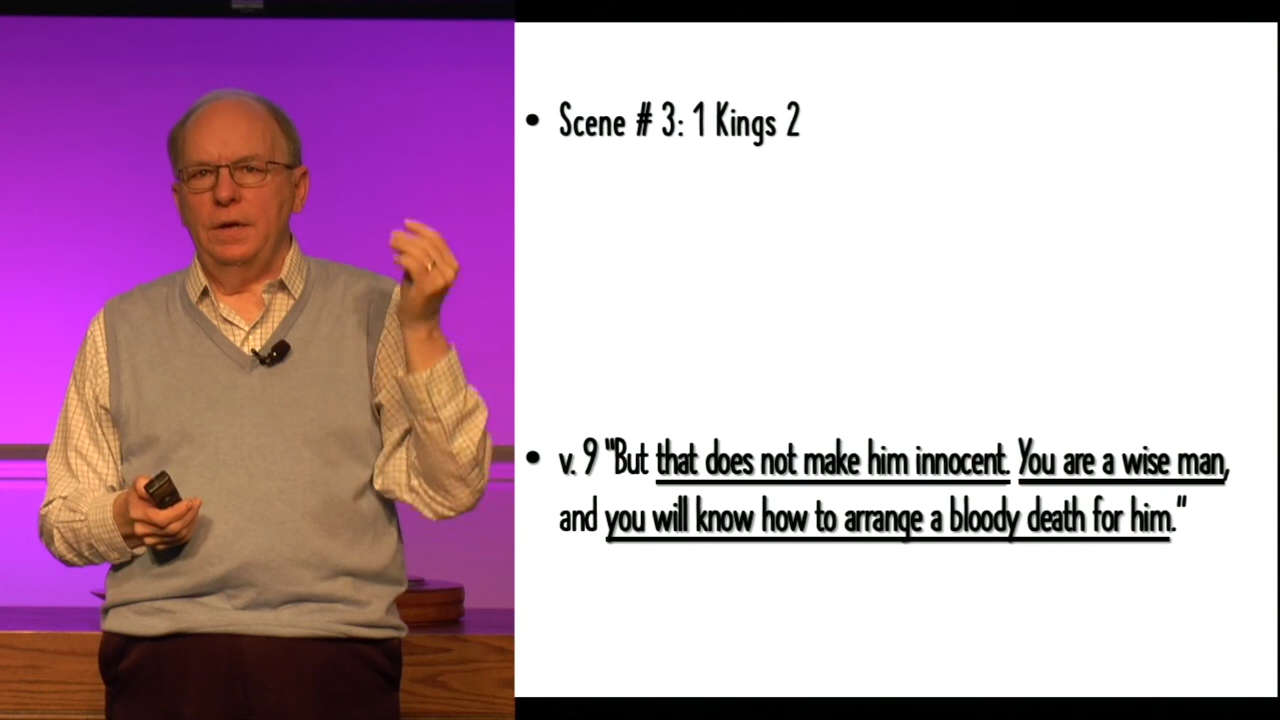 • Scene # 3: 1 Kings 2
• v. 9 "But that does not make him innocent. You are a wise man,
and you will know how to arrange a bloody death for him."